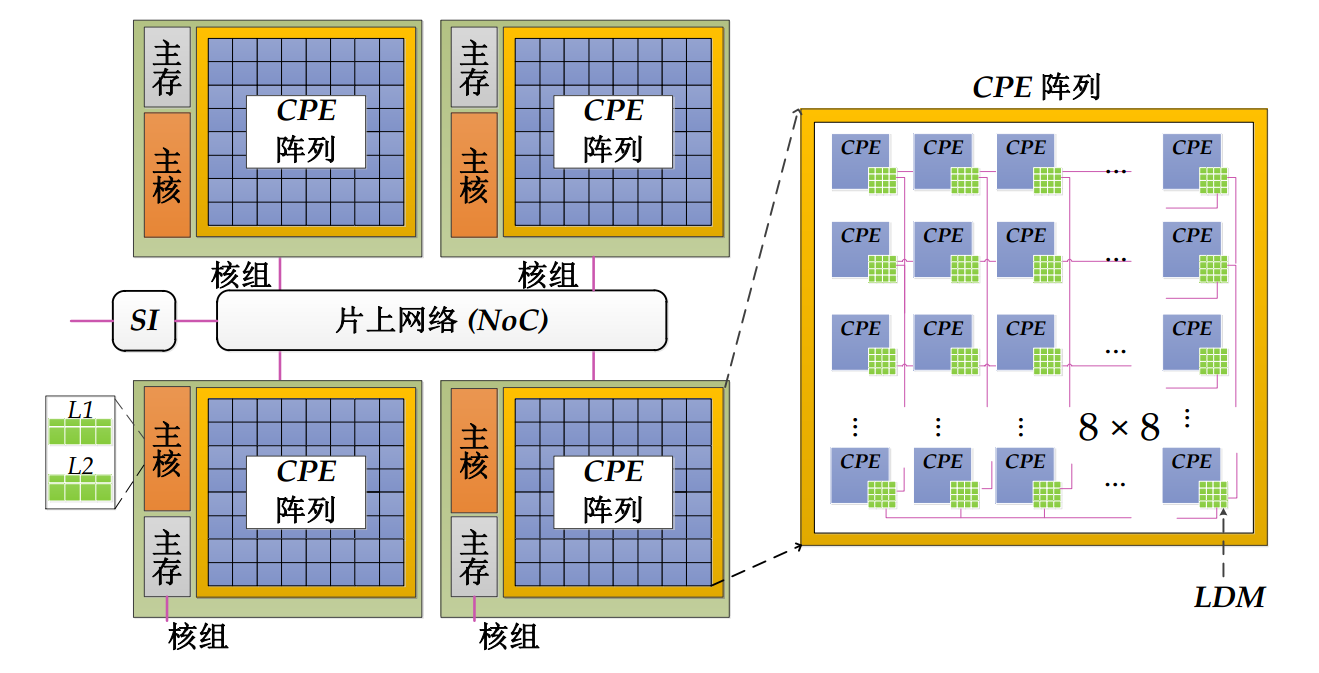 主存
CPE
阵列
主核
核组
主存
CPE
阵列
主核
核组
SI
片上网络 (NoC)
L1
L2
主核
CPE
阵列
主存
核组
主核
CPE
阵列
主存
核组
CPE 阵列
CPE CPE CPE CPE
...
CPE CPE CPE CPE
...
CPE CPE CPE CPE
...
⋮ ⋮ ⋮ 8 × 8 ⋮
CPE CPE CPE CPE
...
LDM